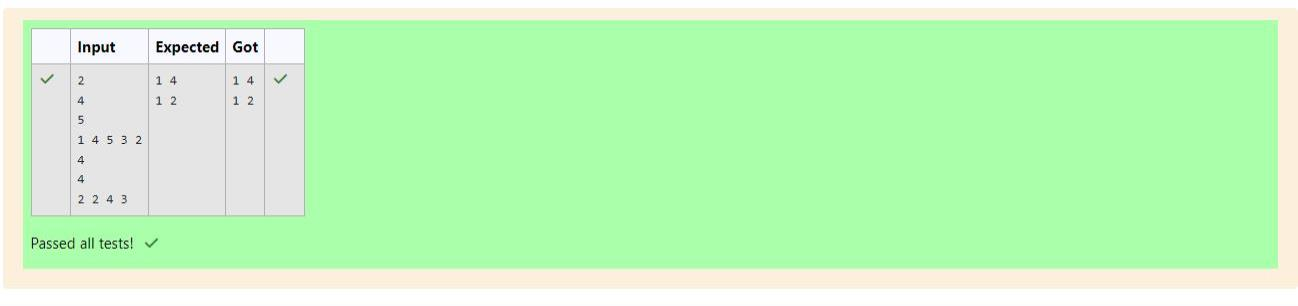 Input Expected Got
2 1 4 1 4
4 1 2 1 2
5
1 4 5 3 2
4
4
2 2 4 3
Passed all tests!